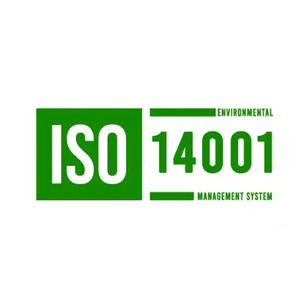 ISO
ENVIRONMENTAL
14001
MANAGEMENT SYSTEM